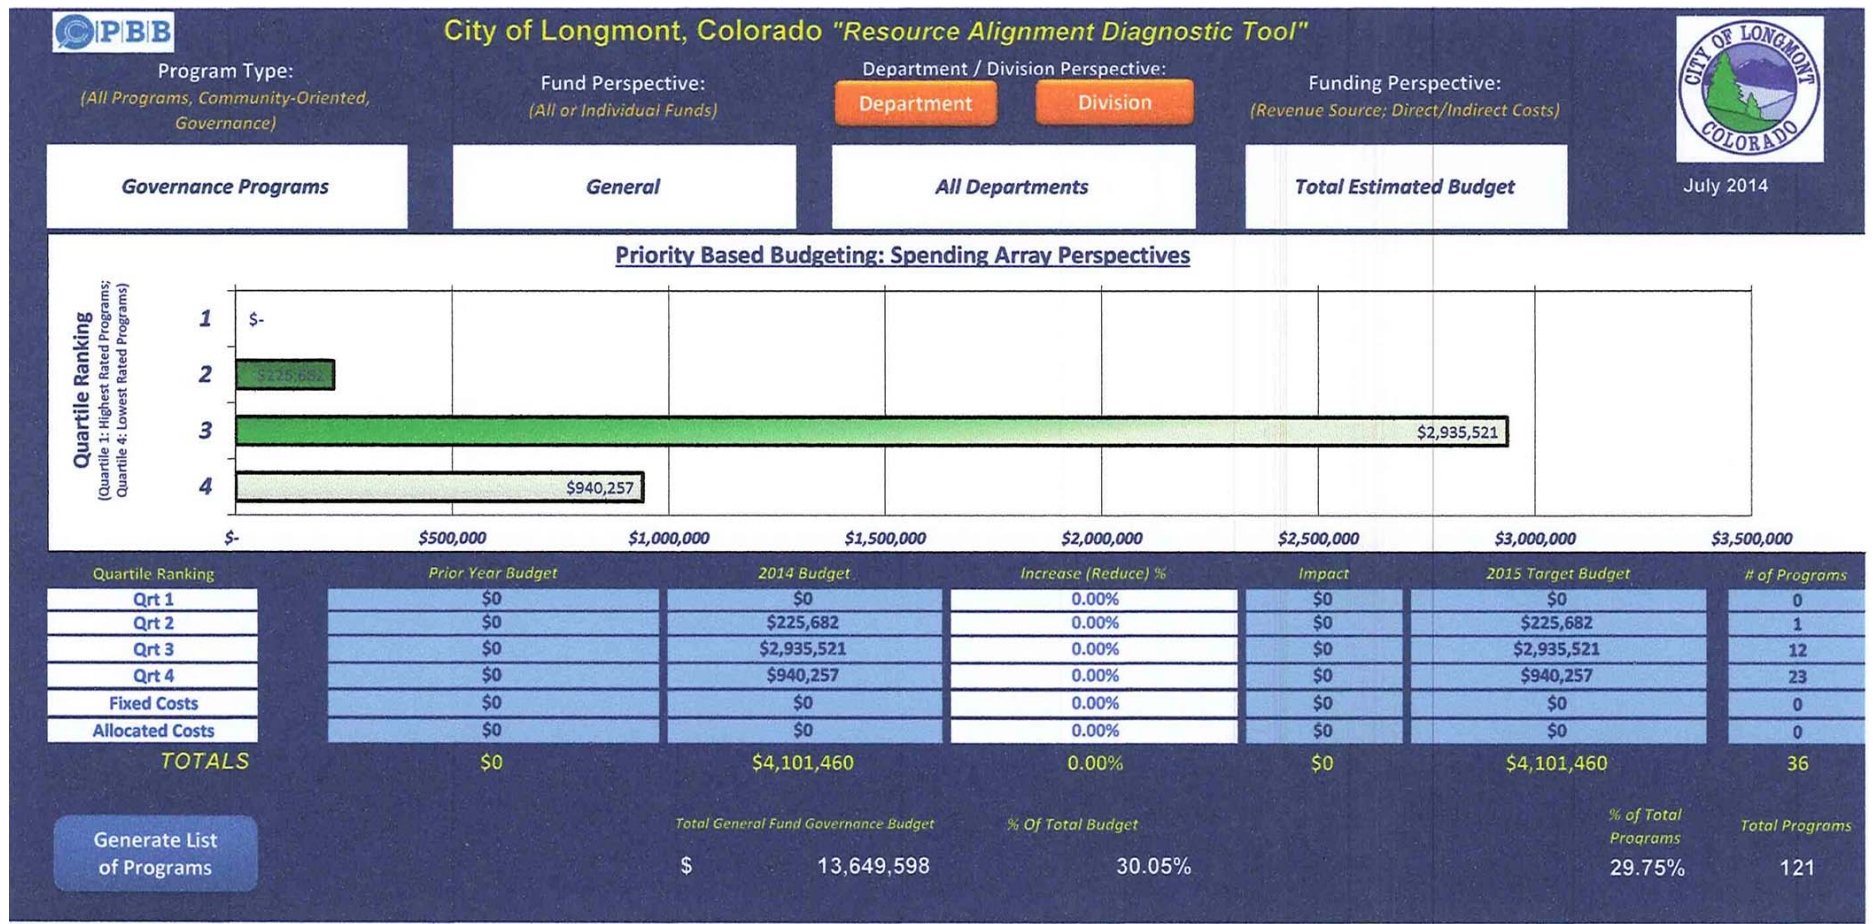 PBB
City of Longmont, Colorado "Resource Alignment Diagnostic Tool"
CITY OF LONGMONT
COLORADO
July 2014
Program Type:
(All Programs, Community-Oriented,
Governance)
Fund Perspective:
(All or Individual Funds)
Department / Division Perspective:
Department Division
Funding Perspective:
(Revenue Source; Direct/Indirect Costs)
Governance Programs General All Departments Total Estimated Budget
Priority Based Budgeting: Spending Array Perspectives
Quartile Ranking
(Quartile 1: Highest Rated Programs;
Quartile 4: Lowest Rated Programs)
1 $-
2 $225,682
3 $2,935,521
4 $940,257
$- $500,000 $1,000,000 $1,500,000 $2,000,000 $2,500,000 $3,000,000 $3,500,000
Quartile Ranking Prior Year Budget 2014 Budget Increase (Reduce) % Impact 2015 Target Budget # of Programs
Qrt 1 $0 $0 0.00% $0 $0 0
Qrt 2 $0 $225,682 0.00% $0 $225,682 1
Qrt 3 $0 $2,935,521 0.00% $0 $2,935,521 12
Qrt 4 $0 $940,257 0.00% $0 $940,257 23
Fixed Costs $0 $0 0.00% $0 $0 0
Allocated Costs $0 $0 0.00% $0 $0 0
TOTALS $0 $4,101,460 0.00% $0 $4,101,460 36
Generate List
of Programs
Total General Fund Governance Budget % Of Total Budget
$ 13,649,598 30.05%
% of Total
Programs
Total Programs
29.75% 121